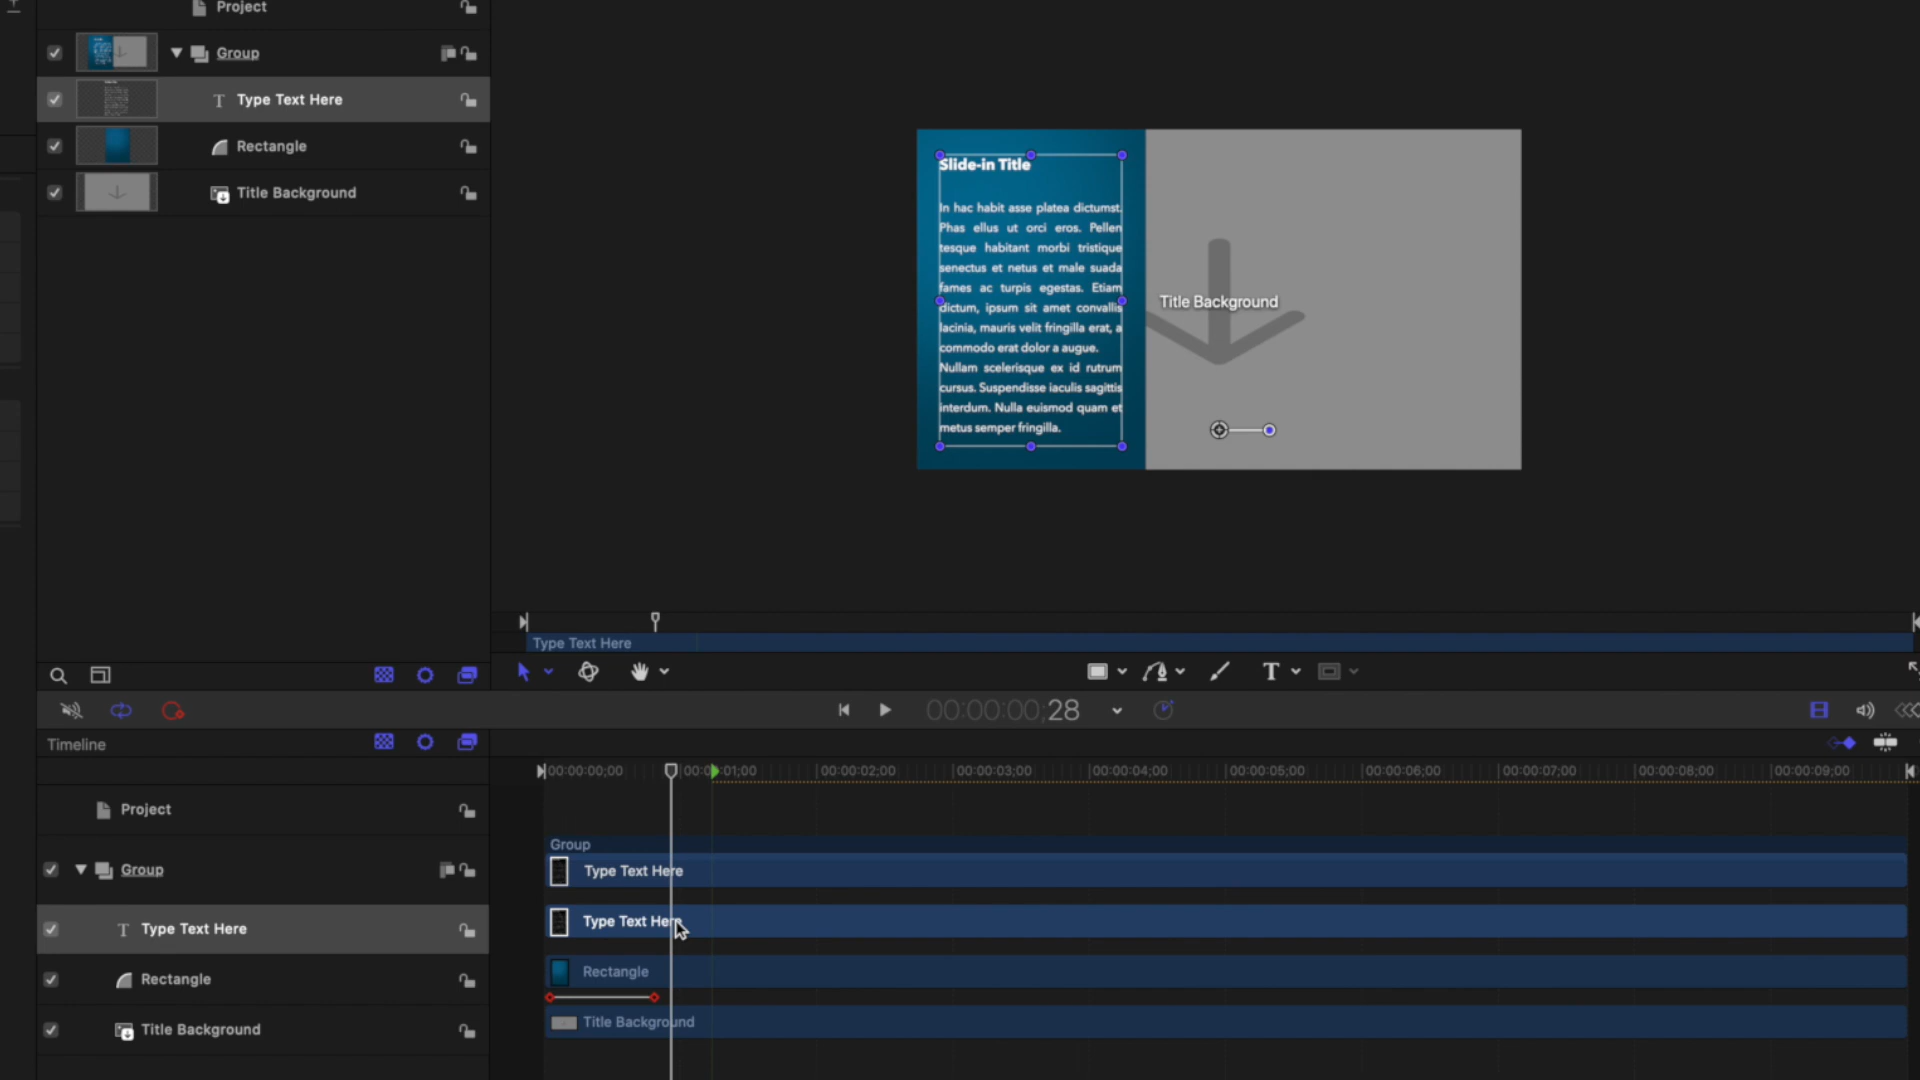 Project
Group
Type Text Here
Rectangle
Title Background
Slide-in Title
In hac habit asse platea dictumst.
Phas ellus ut orci eros. Pellen
tesque habitant morbi tristique
senectus et netus et male suada
fames ac turpis egestas. Etiam
dictum, ipsum sit amet convallis
lacinia, mauris velit fringilla erat, a
commodo erat dolor a augue.
Nullam scelerisque ex id rutrum
cursus. Suspendisse iaculis sagittis
interdum. Nulla euismod quam et
metus semper fringilla.
Title Background
Type Text Here
T
00:00:00;28
Timeline
00:00:00;00
00:00:01;00
00:00:02;00
00:00:03;00
00:00:04;00
00:00:05;00
00:00:06;00
00:00:07;00
00:00:08;00
00:00:09;00
Project
Group
Group
Type Text Here
Type Text Here
Type Text Here
Rectangle
Rectangle
Title Background
Title Background